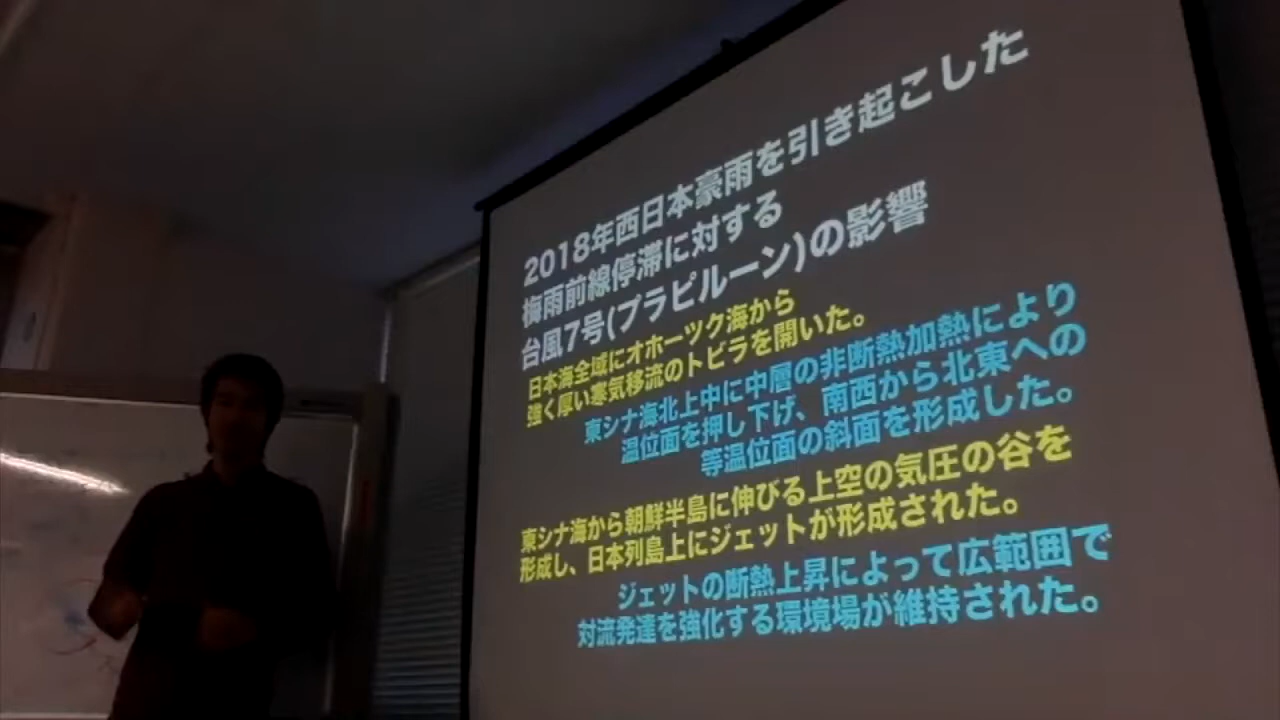 2018年西日本豪雨を引き起こした
梅雨前線停滞に対する
台風7号(プラピルーン)の影響
日本海全域にオホーツク海から
強く厚い寒気移流のトビラを開いた。
東シナ海北上中に中層の非断熱加熱により
温位面を押し下げ、南西から北東への
等温位面の斜面を形成した。
東シナ海から朝鮮半島に伸びる上空の気圧の谷を
形成し、日本列島上にジェットが形成された。
ジェットの断熱上昇によって広範囲で
対流発達を強化する環境場が維持された。